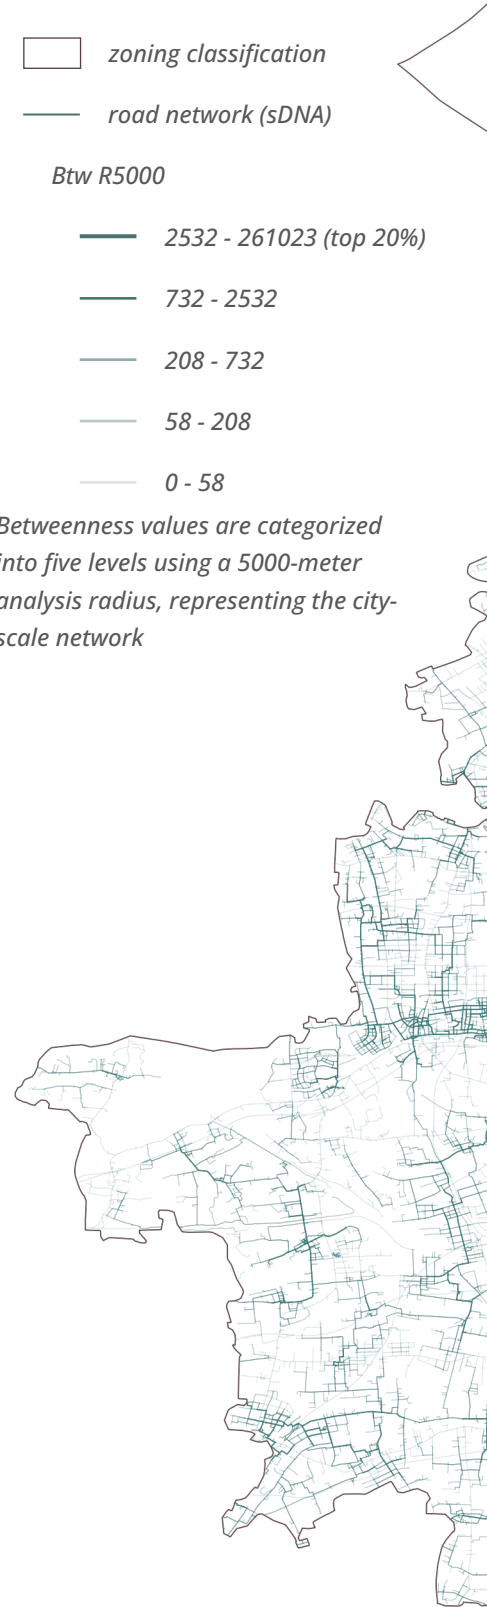 zoning classification
road network (sDNA)
Btw R5000
2532 - 261023 (top 20%)
732 - 2532
208 - 732
58 - 208
0 - 58
Betweenness values are categorized
into five levels using a 5000-meter
analysis radius, representing the city-
scale network